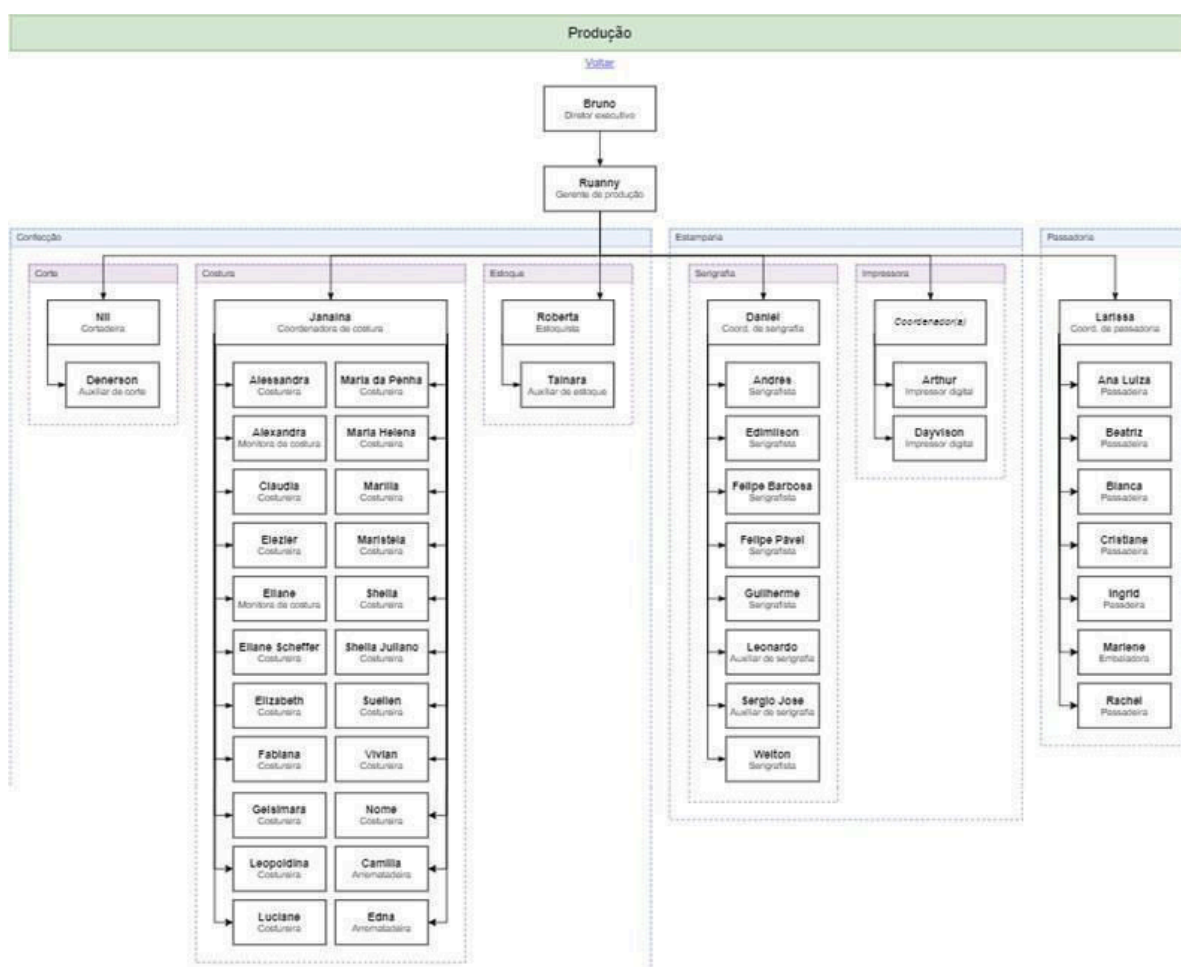 Produção
Voltar
Bruno
Diretor executivo
Ruanny
Gerente de produção
Confecção
Estamparia
Passadoria
Corte
Costura
Estoque
Serigrafia
Impressora
Nil
Cortadeira
Denerson
Auxiliar de corte
Janaina
Coordenadora de costura
Alessandra
Costureira
Maria da Penha
Costureira
Alexandra
Monitora de costura
Maria Helena
Costureira
Claudia
Costureira
Marilia
Costureira
Elezier
Costureira
Maristela
Costureira
Eliane
Monitora de costura
Sheila
Costureira
Eliane Scheffer
Costureira
Sheila Juliano
Costureira
Elizabeth
Costureira
Suellen
Costureira
Fabiana
Costureira
Vivian
Costureira
Geisimara
Costureira
Nome
Costureira
Leopoldina
Costureira
Camilla
Arrematadeira
Luciane
Costureira
Edna
Arrematadeira
Roberta
Estoquista
Tainara
Auxiliar de estoque
Daniel
Coord. de serigrafia
Andres
Serigrafista
Edimilson
Serigrafista
Felipe Barbosa
Serigrafista
Felipe Pavel
Serigrafista
Guilherme
Serigrafista
Leonardo
Auxiliar de serigrafia
Sergio Jose
Auxiliar de serigrafia
Welton
Serigrafista
Coordenador(a)
Arthur
Impressor digital
Dayvison
Impressor digital
Larissa
Coord. de passadoria
Ana Luiza
Passadeira
Beatriz
Passadeira
Bianca
Passadeira
Cristiane
Passadeira
Ingrid
Passadeira
Marlene
Embaladora
Rachel
Passadeira